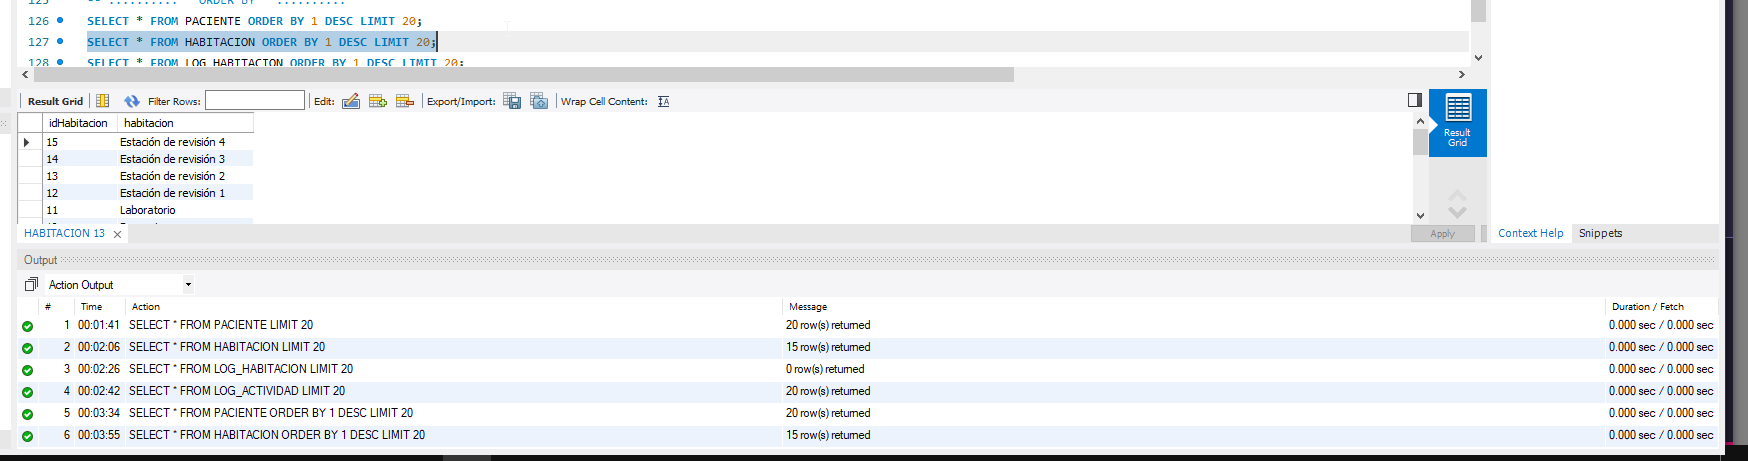 125 -- .......... ORDER BY ..........
126 SELECT * FROM PACIENTE ORDER BY 1 DESC LIMIT 20;
127 SELECT * FROM HABITACION ORDER BY 1 DESC LIMIT 20;
128 SELECT * FROM LOG_HABITACION ORDER BY 1 DESC LIMIT 20;
Result Grid Filter Rows: Edit: Export/Import: Wrap Cell Content:
Result
Grid
idHabitacion habitacion
15 Estación de revisión 4
14 Estación de revisión 3
13 Estación de revisión 2
12 Estación de revisión 1
11 Laboratorio
HABITACION 13 Apply Context Help Snippets
Output
Action Output
# Time Action Message Duration / Fetch
1 00:01:41 SELECT * FROM PACIENTE LIMIT 20 20 row(s) returned 0.000 sec / 0.000 sec
2 00:02:06 SELECT * FROM HABITACION LIMIT 20 15 row(s) returned 0.000 sec / 0.000 sec
3 00:02:26 SELECT * FROM LOG_HABITACION LIMIT 20 0 row(s) returned 0.000 sec / 0.000 sec
4 00:02:42 SELECT * FROM LOG_ACTIVIDAD LIMIT 20 20 row(s) returned 0.000 sec / 0.000 sec
5 00:03:34 SELECT * FROM PACIENTE ORDER BY 1 DESC LIMIT 20 20 row(s) returned 0.000 sec / 0.000 sec
6 00:03:55 SELECT * FROM HABITACION ORDER BY 1 DESC LIMIT 20 15 row(s) returned 0.000 sec / 0.000 sec